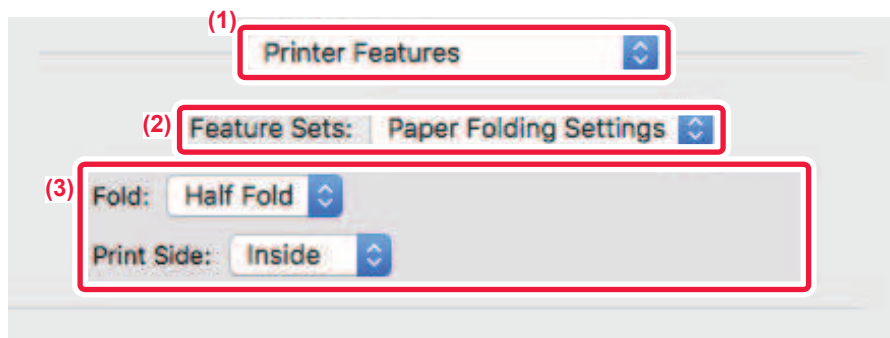 (1)
Printer Features
(2) Feature Sets: Paper Folding Settings
(3) Fold: Half Fold
Print Side: Inside